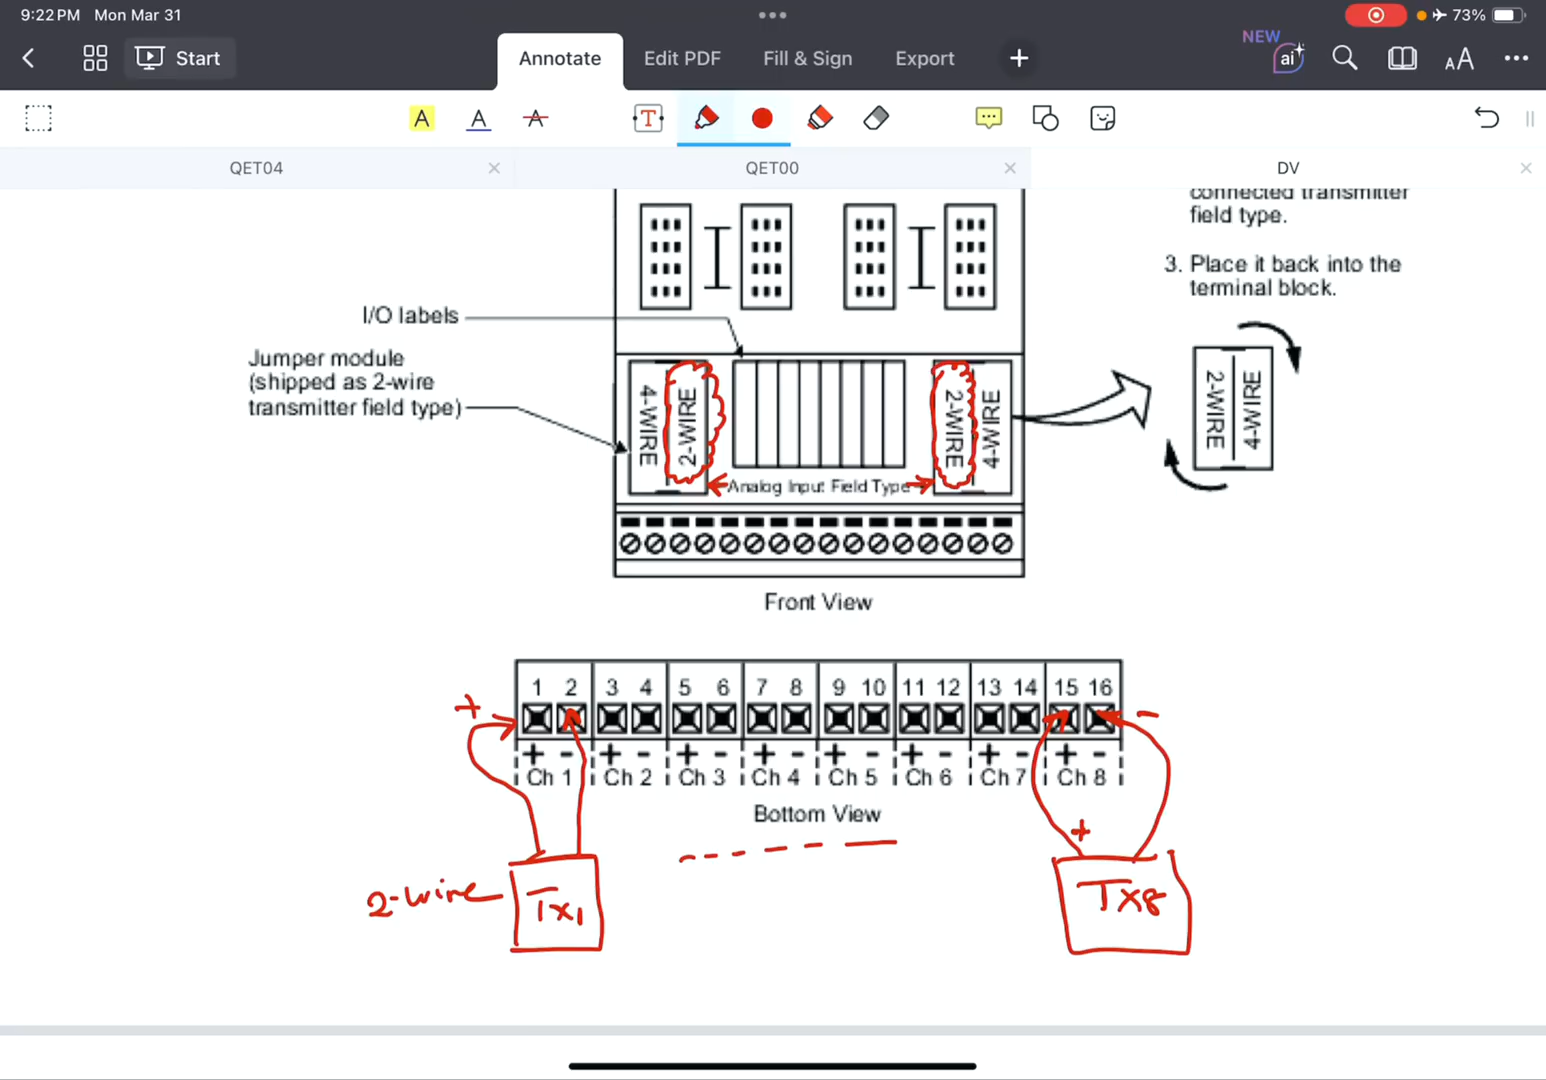 9:22 PM Mon Mar 31
73%
Start
Annotate
Edit PDF
Fill & Sign
Export
NEW
ai
AA
A
A
A
T
QET04
QET00
DV
connected transmitter
field type.
3. Place it back into the
terminal block.
I/O labels
Jumper module
(shipped as 2-wire
transmitter field type)
4-WIRE
2-WIRE
2-WIRE
4-WIRE
2-WIRE
4-WIRE
Analog Input Field Type
Front View
1 2 3 4 5 6 7 8 9 10 11 12 13 14 15 16
+ -
+ - + - + - + - + - + - + - + -
Ch 1 Ch 2 Ch 3 Ch 4 Ch 5 Ch 6 Ch 7 Ch 8
Bottom View
+
2-wire
Tx1
Tx8